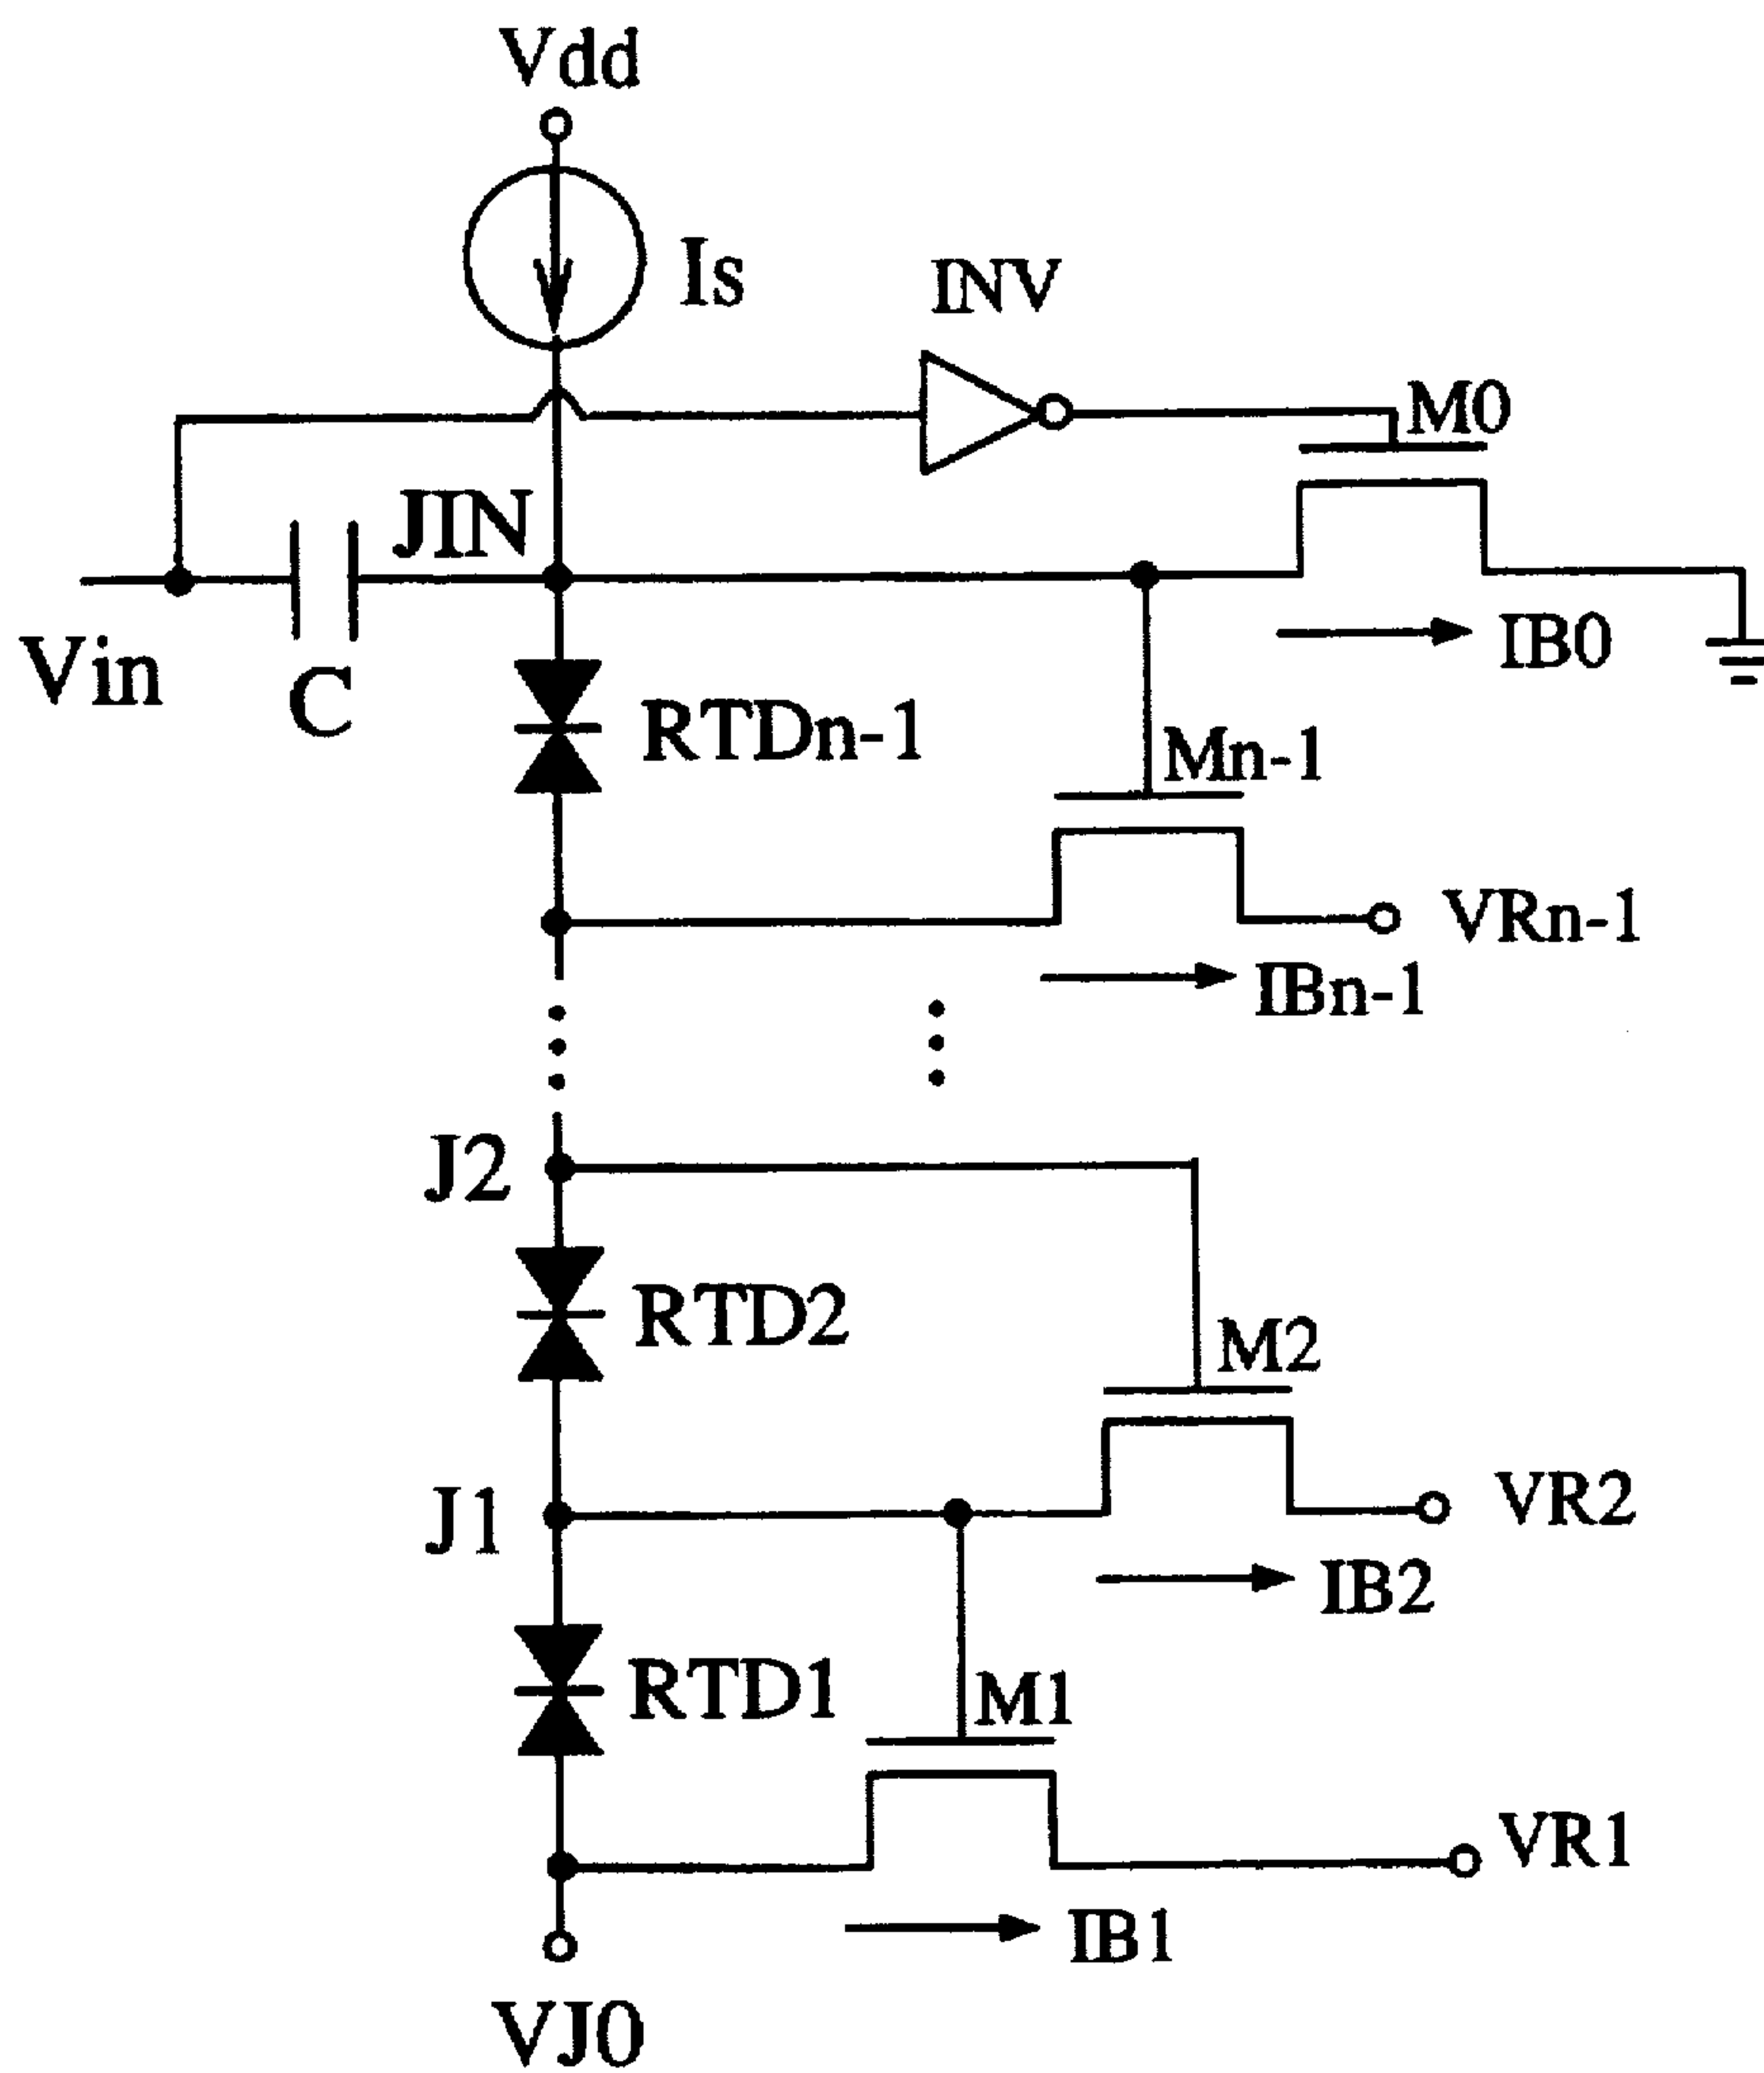 Vdd
Is
INV
M0
JIN
Vin
C
IB0
RTDn-1
Mn-1
VRn-1
IBn-1
J2
RTD2
M2
J1
VR2
IB2
RTD1
M1
VR1
IB1
VJ0